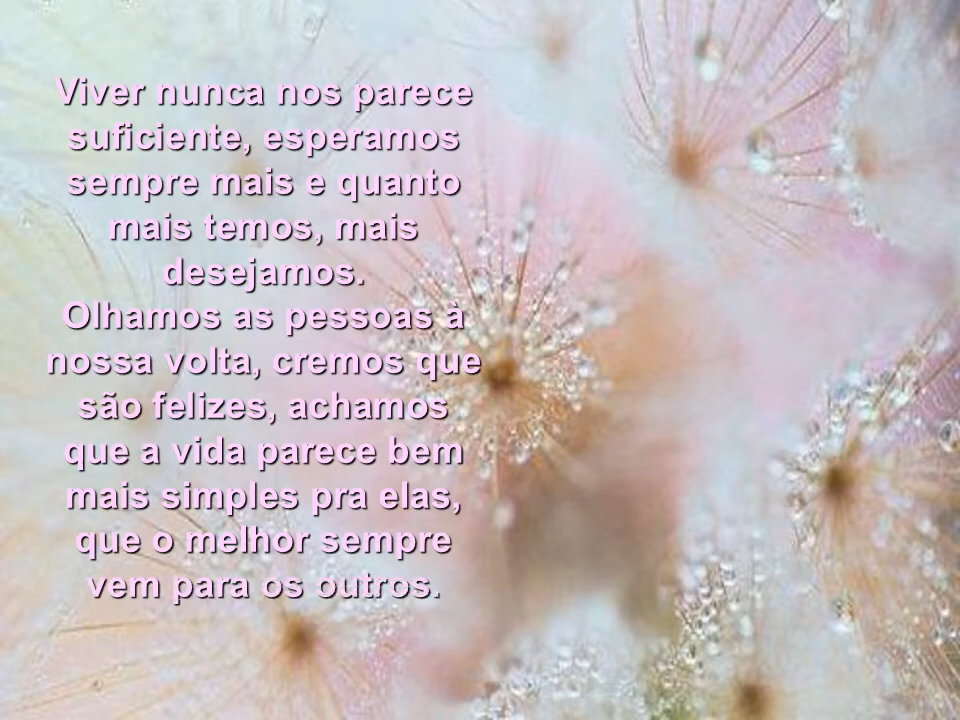 Viver nunca nos parece
suficiente, esperamos
sempre mais e quanto
mais temos, mais
desejamos.
Olhamos as pessoas à
nossa volta, cremos que
são felizes, achamos
que a vida parece bem
mais simples pra elas,
que o melhor sempre
vem para os outros.